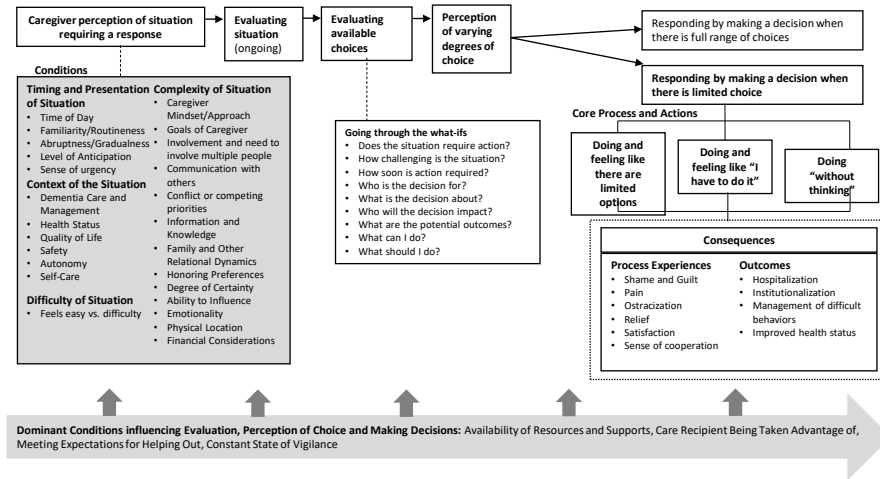 Caregiver perception of situation
requiring a response
Evaluating
situation
(ongoing)
Evaluating
available
choices
Perception
of varying
degrees of
choice
Responding by making a decision when
there is full range of choices
Responding by making a decision when
there is limited choice
Conditions
Timing and Presentation
of Situation
• Time of Day
• Familiarity/Routineness
• Abruptness/Gradualness
• Level of Anticipation
• Sense of urgency
Context of the Situation
• Dementia Care and
Management
• Health Status
• Quality of Life
• Safety
• Autonomy
• Self-Care
Difficulty of Situation
• Feels easy vs. difficulty
Complexity of Situation
• Caregiver
Mindset/Approach
• Goals of Caregiver
• Involvement and need to
involve multiple people
• Communication with
others
• Conflict or competing
priorities
• Information and
Knowledge
• Family and Other
Relational Dynamics
• Honoring Preferences
• Degree of Certainty
• Ability to Influence
• Emotionality
• Physical Location
• Financial Considerations
Going through the what-ifs
• Does the situation require action?
• How challenging is the situation?
• How soon is action required?
• Who is the decision for?
• What is the decision about?
• Who will the decision impact?
• What are the potential outcomes?
• What can I do?
• What should I do?
Core Process and Actions
Doing and
feeling like
there are
limited
options
Doing and
feeling like "I
have to do it"
Doing
"without
thinking"
Consequences
Process Experiences
• Shame and Guilt
• Pain
• Ostracization
• Relief
• Satisfaction
• Sense of cooperation
Outcomes
• Hospitalization
• Institutionalization
• Management of difficult
behaviors
• Improved health status
Dominant Conditions influencing Evaluation, Perception of Choice and Making Decisions: Availability of Resources and Supports, Care Recipient Being Taken Advantage of,
Meeting Expectations for Helping Out, Constant State of Vigilance